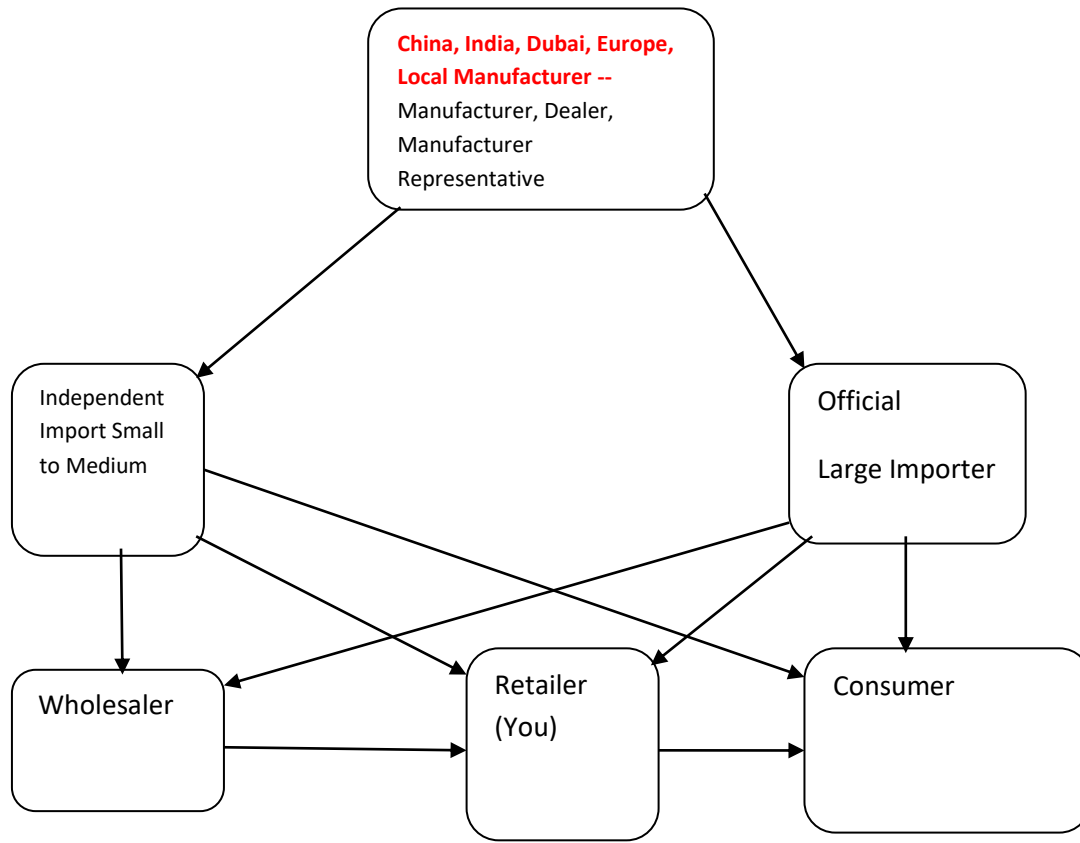 China, India, Dubai, Europe,
Local Manufacturer --
Manufacturer, Dealer,
Manufacturer
Representative
Independent
Import Small
to Medium
Official
Large Importer
Wholesaler
Retailer
(You)
Consumer